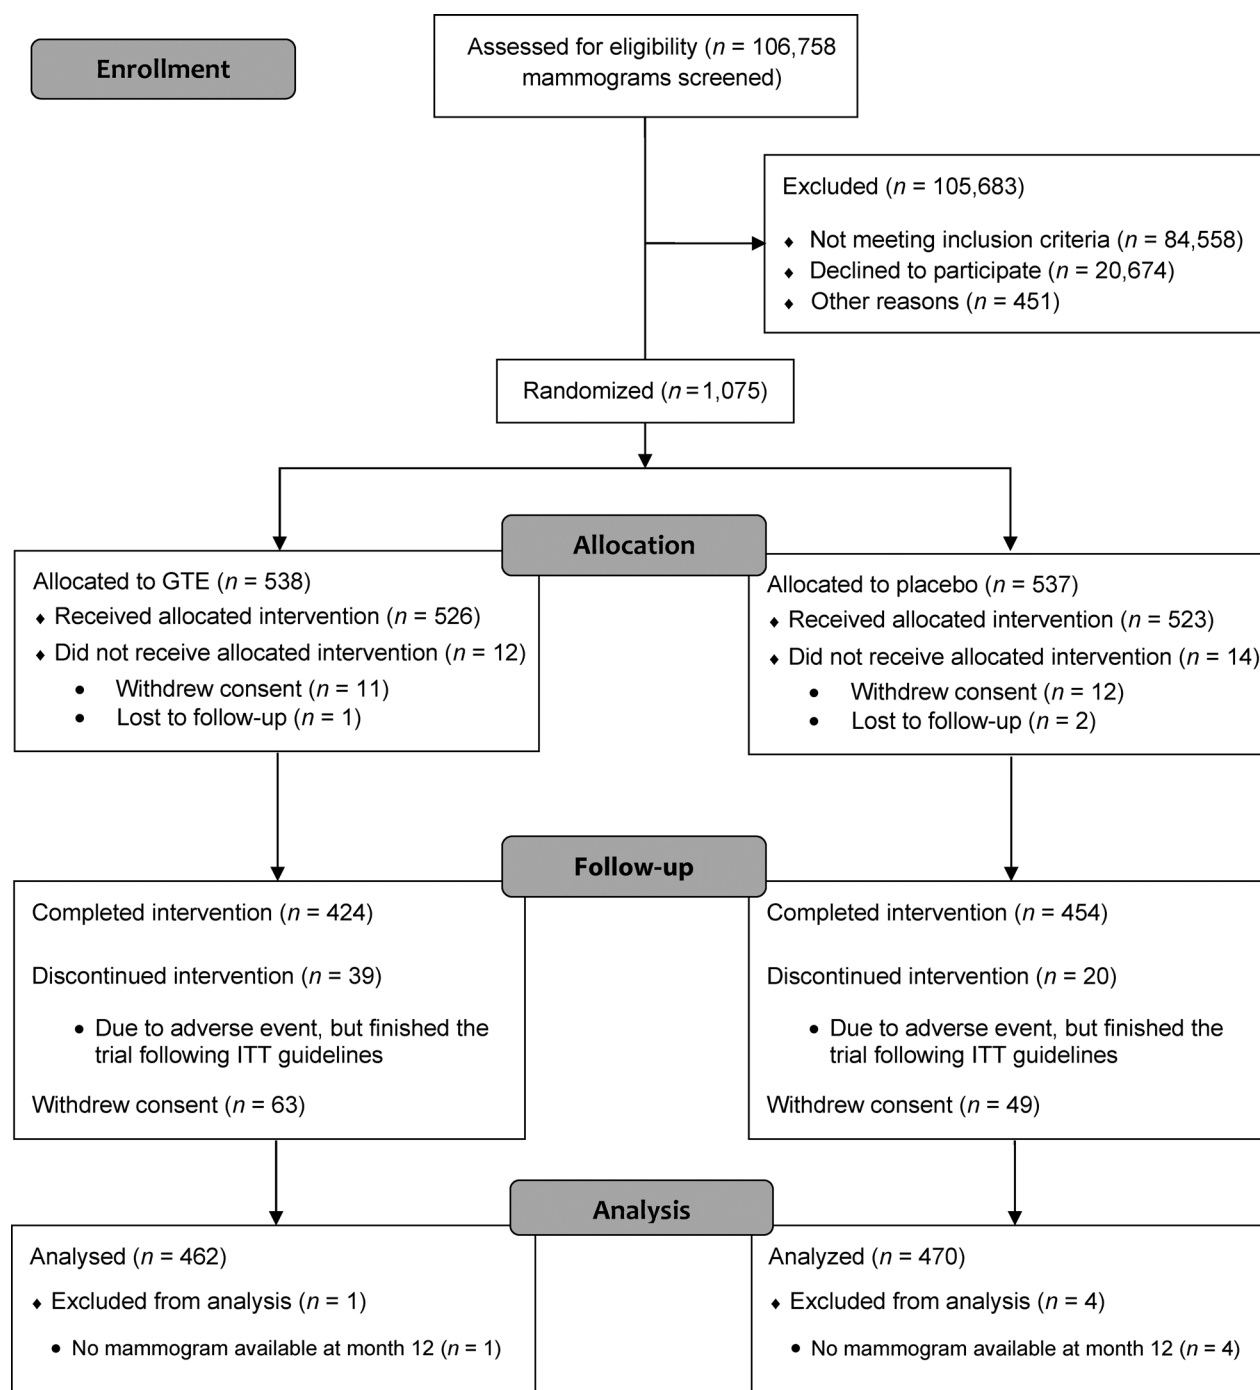 Enrollment
Assessed for eligibility (n = 106,758
mammograms screened)
Excluded (n = 105,683)
♦ Not meeting inclusion criteria (n = 84,558)
♦ Declined to participate (n = 20,674)
♦ Other reasons (n = 451)
Randomized (n = 1,075)
Allocation
Allocated to GTE (n = 538)
♦ Received allocated intervention (n = 526)
♦ Did not receive allocated intervention (n = 12)
• Withdrew consent (n = 11)
• Lost to follow-up (n = 1)
Allocated to placebo (n = 537)
♦ Received allocated intervention (n = 523)
♦ Did not receive allocated intervention (n = 14)
• Withdrew consent (n = 12)
• Lost to follow-up (n = 2)
Follow-up
Completed intervention (n = 424)
Discontinued intervention (n = 39)
• Due to adverse event, but finished the
trial following ITT guidelines
Withdrew consent (n = 63)
Completed intervention (n = 454)
Discontinued intervention (n = 20)
• Due to adverse event, but finished the
trial following ITT guidelines
Withdrew consent (n = 49)
Analysis
Analysed (n = 462)
♦ Excluded from analysis (n = 1)
• No mammogram available at month 12 (n = 1)
Analyzed (n = 470)
♦ Excluded from analysis (n = 4)
• No mammogram available at month 12 (n = 4)